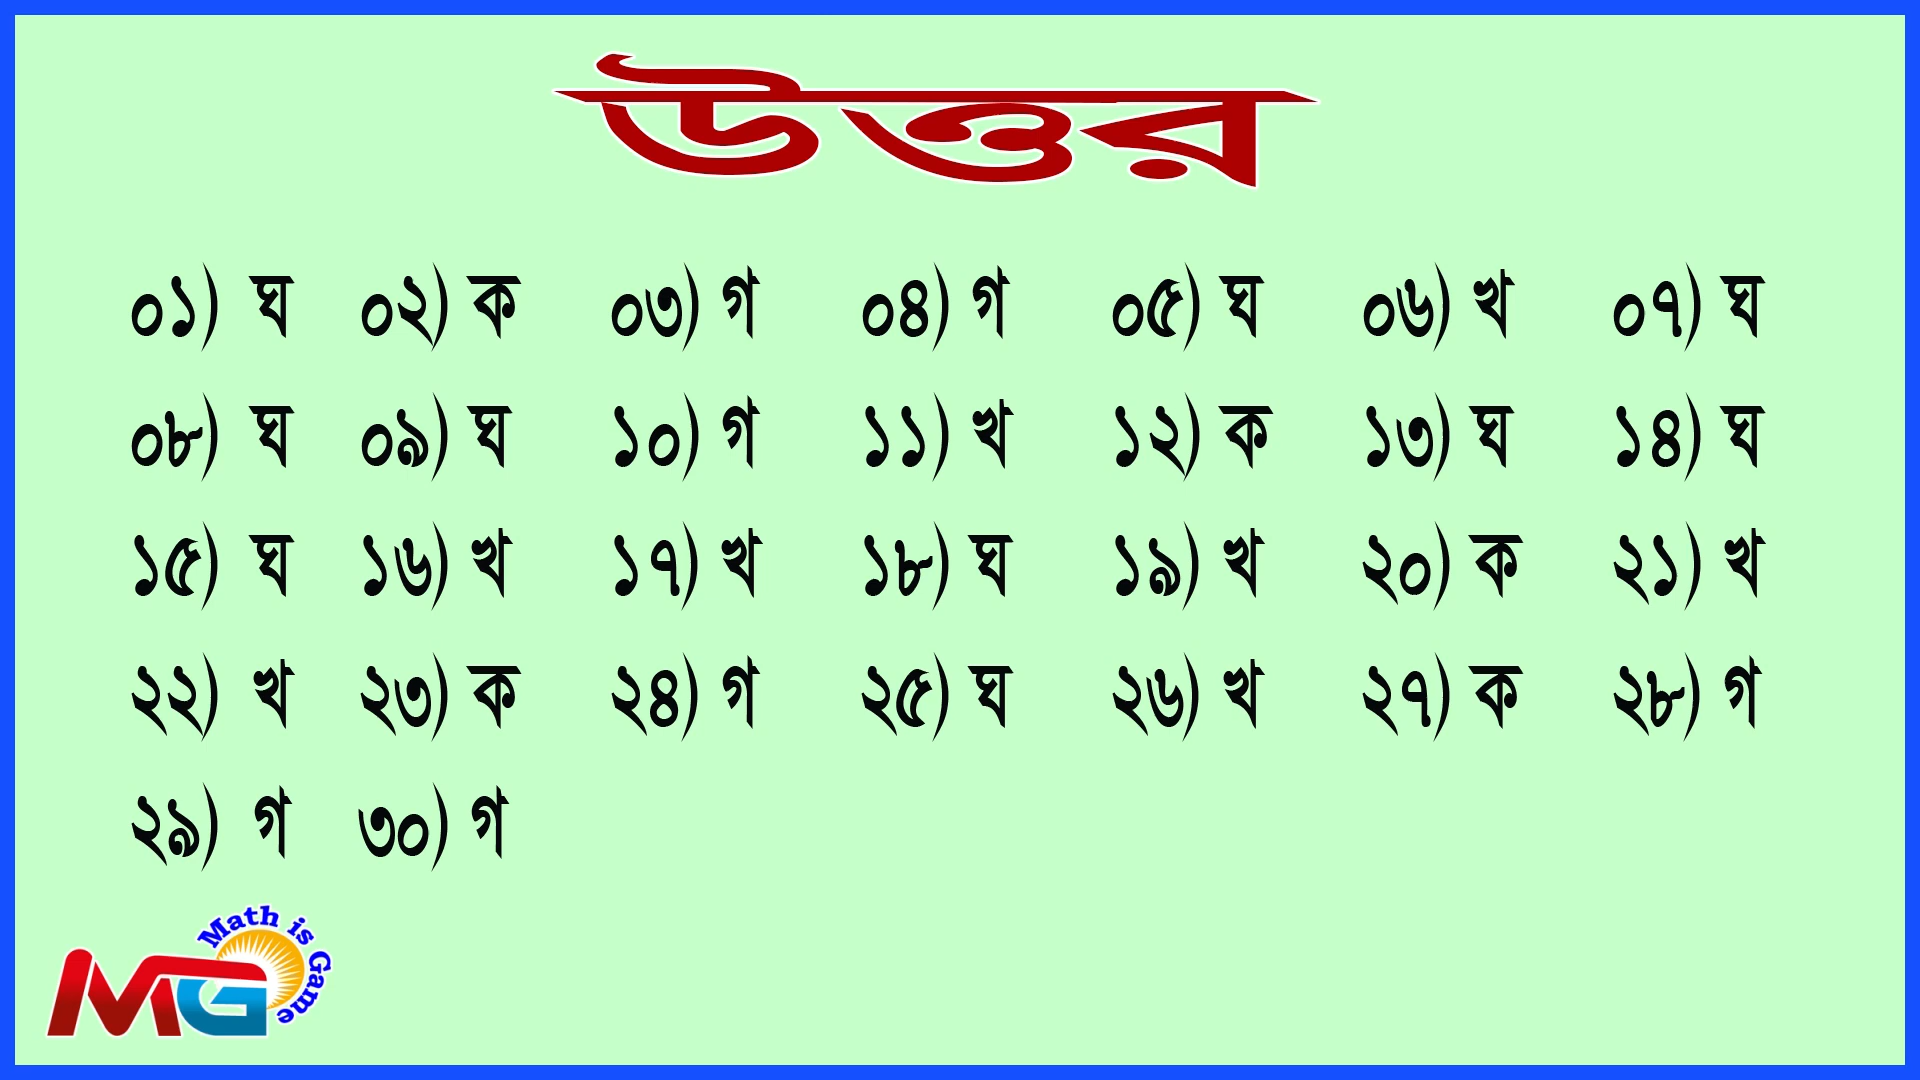 উত্তর
০১) ঘ ০২) ক ০৩) গ ০৪) গ ০৫) ঘ ০৬) খ ০৭) ঘ
০৮) ঘ ০৯) ঘ ১০) গ ১১) খ ১২) ক ১৩) ঘ ১৪) ঘ
১৫) ঘ ১৬) খ ১৭) খ ১৮) ঘ ১৯) খ ২০) ক ২১) খ
২২) খ ২৩) ক ২৪) গ ২৫) ঘ ২৬) খ ২৭) ক ২৮) গ
২৯) গ ৩০) গ
Math is Game
MG